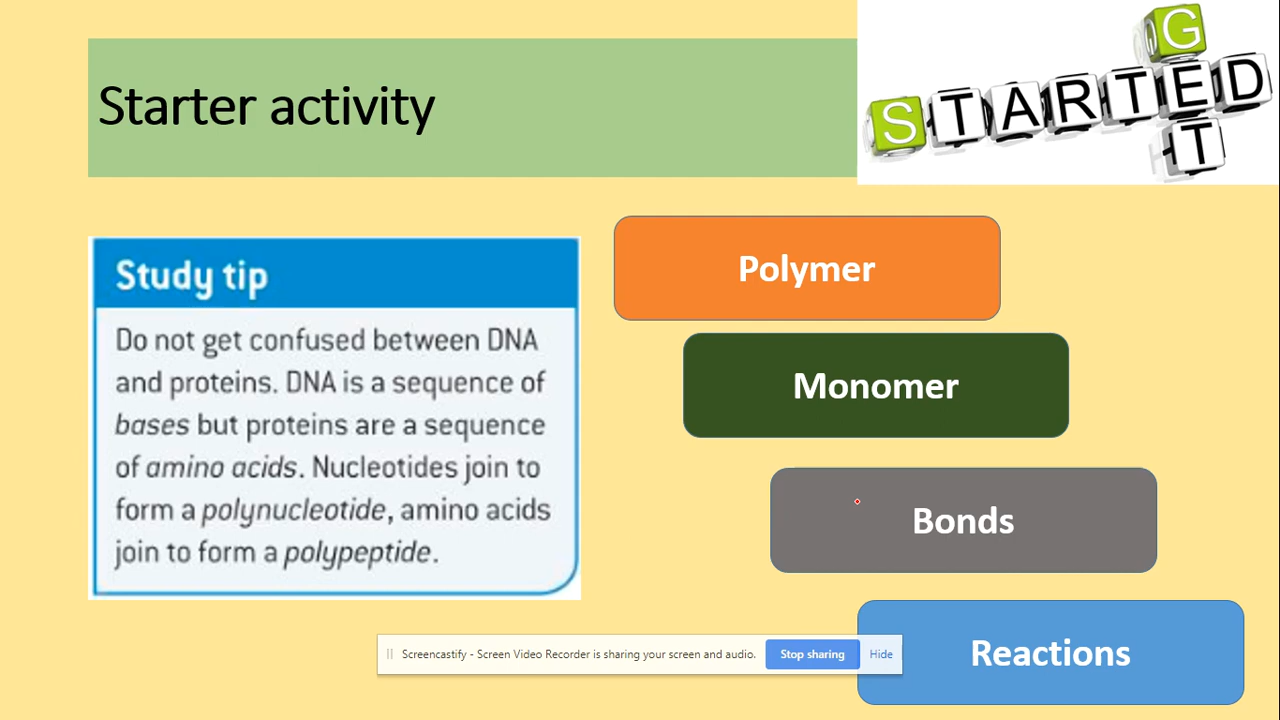 Starter activity
GET
STARTED
Study tip
Do not get confused between DNA
and proteins. DNA is a sequence of
bases but proteins are a sequence
of amino acids. Nucleotides join to
form a polynucleotide, amino acids
join to form a polypeptide.
Polymer
Monomer
Bonds
Reactions
Screencastify - Screen Video Recorder is sharing your screen and audio.
Stop sharing
Hide